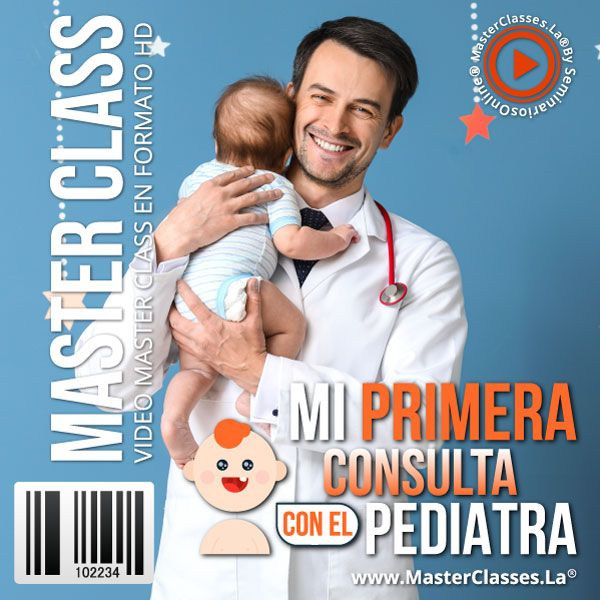 MASTER CLASS
VIDEO MASTER CLASS EN FORMATO HD
MasterClasses.La®By SeminariosOnline®
MI PRIMERA
CONSULTA
CON EL PEDIATRA
102234
www.MasterClasses.La®